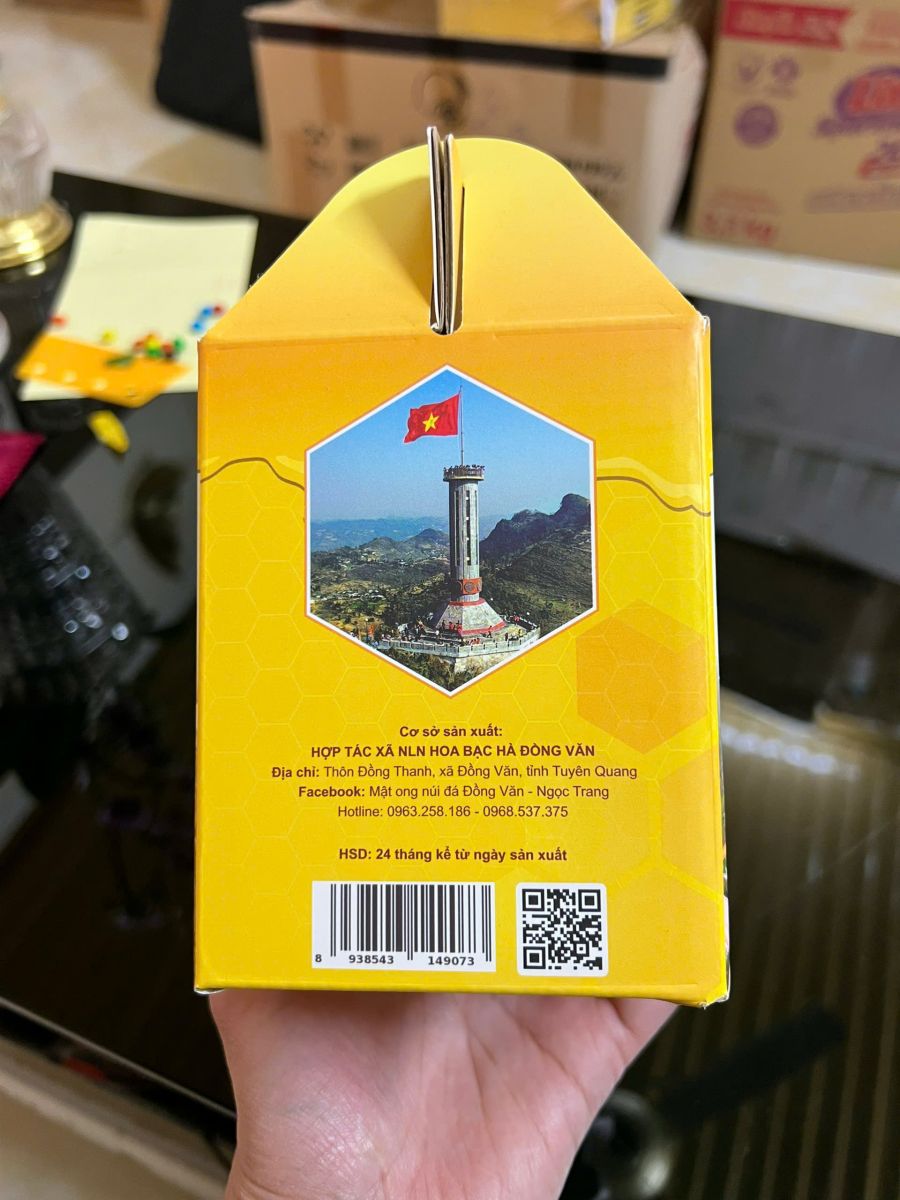 Cơ sở sản xuất:
HỢP TÁC XÃ NLN HOA BẠC HÀ ĐỒNG VĂN
Địa chỉ: Thôn Đồng Thanh, xã Đồng Văn, tỉnh Tuyên Quang
Facebook: Mật ong núi đá Đồng Văn - Ngọc Trang
Hotline: 0963.258.186 - 0968.537.375
HSD: 24 tháng kể từ ngày sản xuất
8 938543 149073